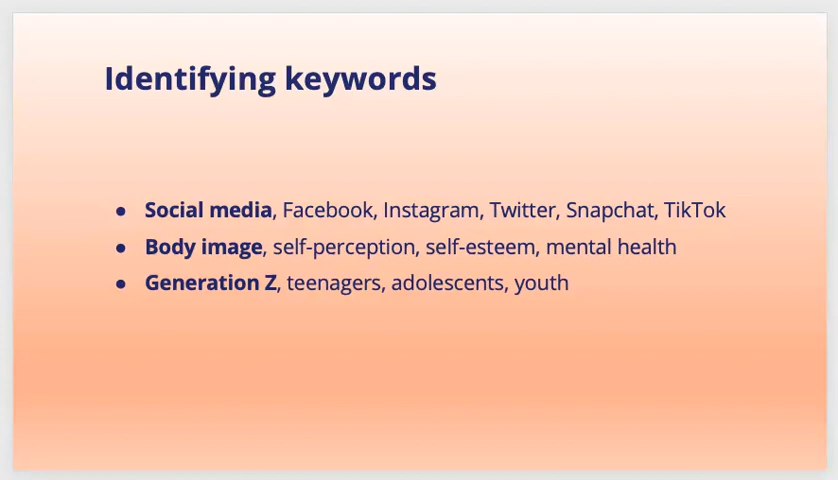 Identifying keywords
● Social media, Facebook, Instagram, Twitter, Snapchat, TikTok
● Body image, self-perception, self-esteem, mental health
● Generation Z, teenagers, adolescents, youth